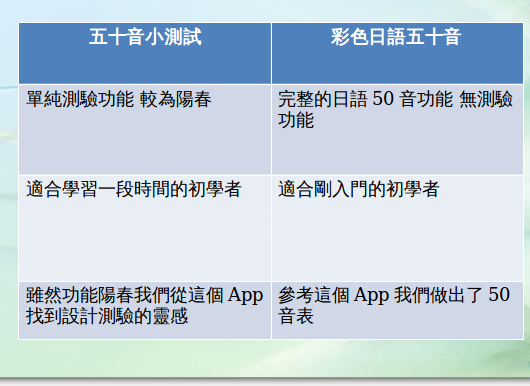 五十音小測試 彩色日語五十音
單純測驗功能 較為陽春
完整的日語 50 音功能 無測驗
功能
適合學習一段時間的初學者
適合剛入門的初學者
雖然功能陽春我們從這個 App
找到設計測驗的靈感
參考這個 App 我們做出了 50
音表